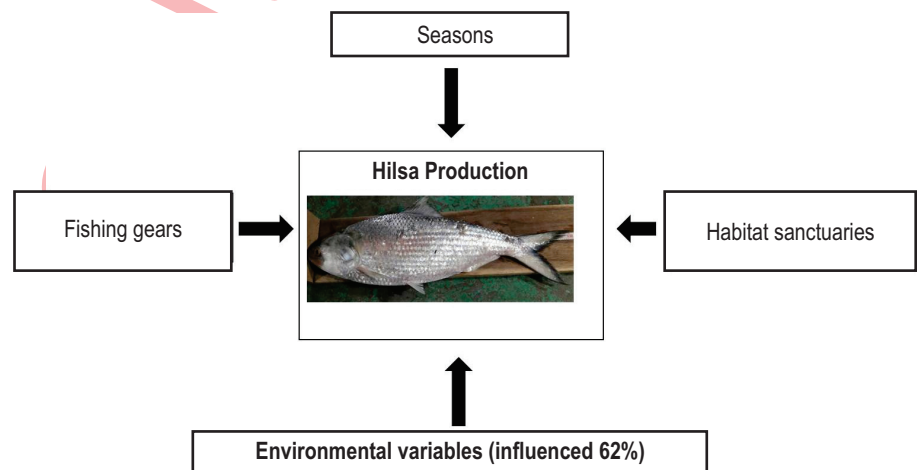 Seasons
Hilsa Production
Fishing gears
Habitat sanctuaries
Environmental variables (influenced 62%)